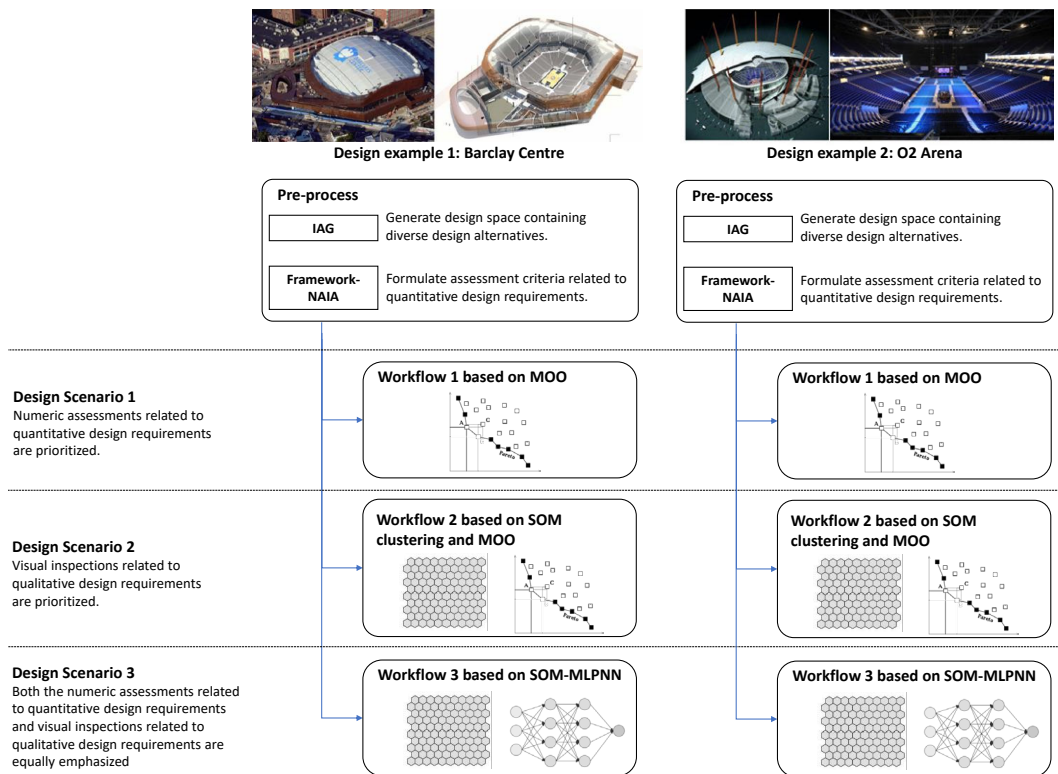 Design example 1: Barclay Centre
Design example 2: O2 Arena
Pre-process
IAG
Generate design space containing
diverse design alternatives.
Framework-
NAIA
Formulate assessment criteria related to
quantitative design requirements.
Pre-process
IAG
Generate design space containing
diverse design alternatives.
Framework-
NAIA
Formulate assessment criteria related to
quantitative design requirements.
Design Scenario 1
Numeric assessments related to
quantitative design requirements
are prioritized.
Workflow 1 based on MOO
A
C
Pareto
Workflow 1 based on MOO
A
C
Pareto
Design Scenario 2
Visual inspections related to
qualitative design requirements
are prioritized.
Workflow 2 based on SOM
clustering and MOO
A
C
Pareto
Workflow 2 based on SOM
clustering and MOO
A
C
Pareto
Design Scenario 3
Both the numeric assessments related
to quantitative design requirements
and visual inspections related to
qualitative design requirements are
equally emphasized
Workflow 3 based on SOM-MLPNN
Workflow 3 based on SOM-MLPNN